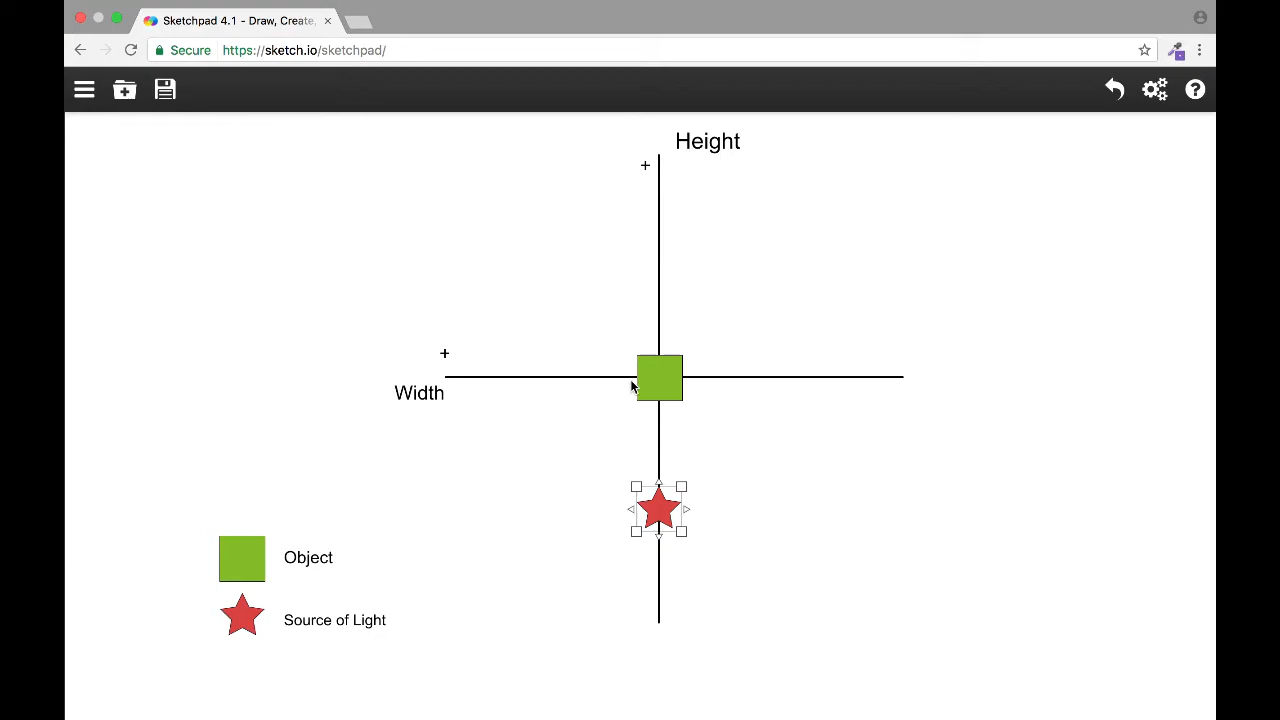 Sketchpad 4.1 - Draw, Create,
Secure https://sketch.io/sketchpad/
Height
+
+
Width
Object
Source of Light